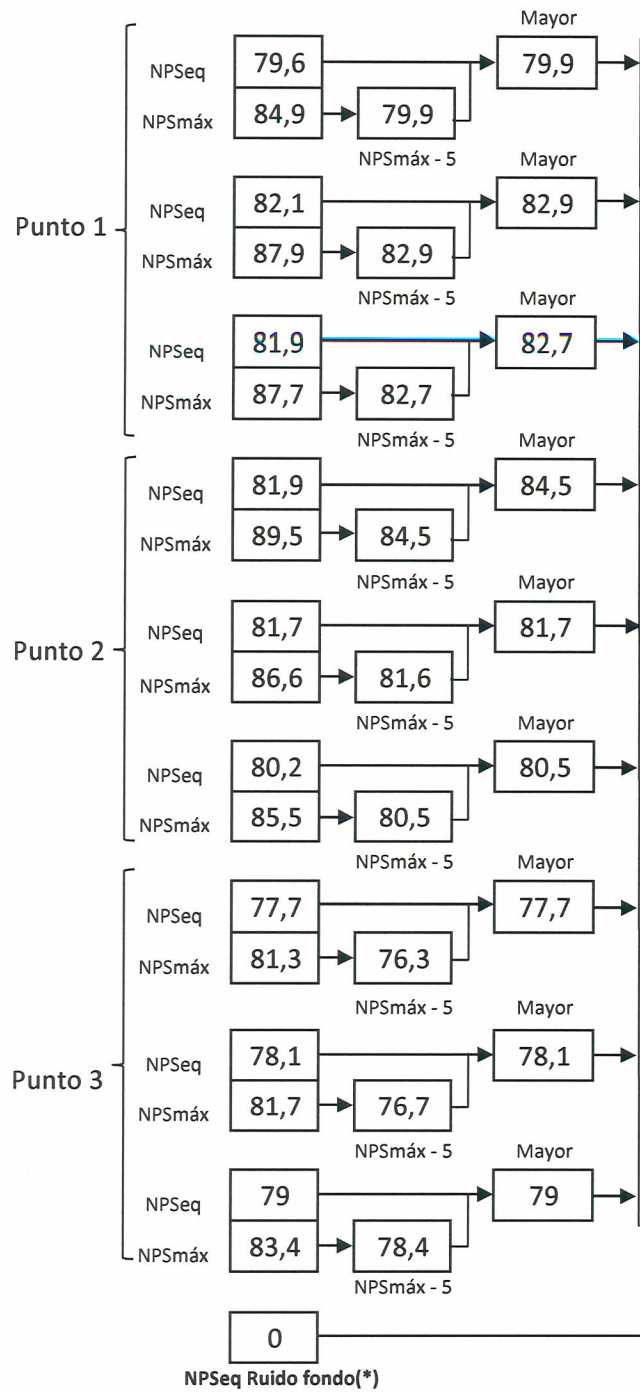 Mayor
NPSeq 79,6 79,9
NPSmáx 84,9 79,9
NPSmáx - 5
Mayor
NPSeq 82,1 82,9
Punto 1
NPSmáx 87,9 82,9
NPSmáx - 5
Mayor
NPSeq 81,9 82,7
NPSmáx 87,7 82,7
NPSmáx - 5
Mayor
NPSeq 81,9 84,5
NPSmáx 89,5 84,5
NPSmáx - 5
Mayor
NPSeq 81,7 81,7
Punto 2
NPSmáx 86,6 81,6
NPSmáx - 5
Mayor
NPSeq 80,2 80,5
NPSmáx 85,5 80,5
NPSmáx - 5
Mayor
NPSeq 77,7 77,7
NPSmáx 81,3 76,3
NPSmáx - 5
Mayor
NPSeq 78,1 78,1
Punto 3
NPSmáx 81,7 76,7
NPSmáx - 5
Mayor
NPSeq 79 79
NPSmáx 83,4 78,4
NPSmáx - 5
0
NPSeq Ruido fondo(*)